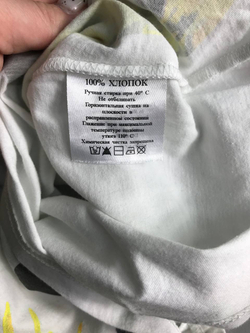 100% ХЛОПОК
Ручная стирка при 40° С
Не отбеливать
Горизонтальная сушка на
плоскости в
расправленном состоянии
Глажение при максимальной
температуре подошвы
утюга 110° С
Химическая чистка запрещена